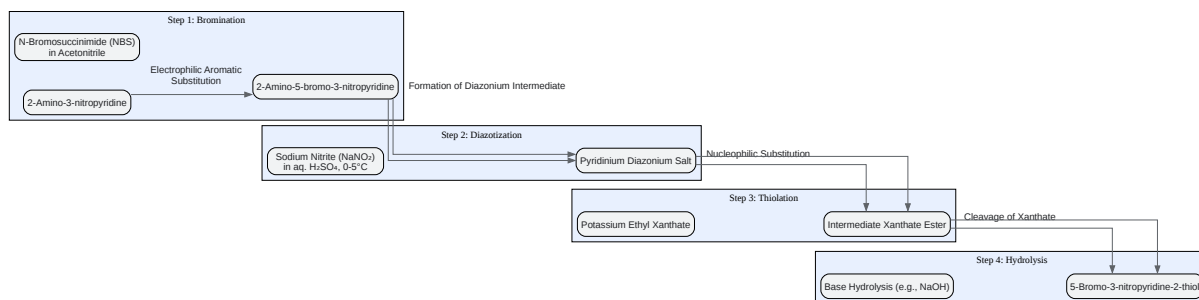 Step 1: Bromination
N-Bromosuccinimide (NBS)
in Acetonitrile
Electrophilic Aromatic
Substitution
2-Amino-3-nitropyridine
2-Amino-5-bromo-3-nitropyridine
Formation of Diazonium Intermediate
Step 2: Diazotization
Sodium Nitrite (NaNO₂)
in aq. H₂SO₄, 0-5°C
Pyridinium Diazonium Salt
Nucleophilic Substitution
Step 3: Thiolation
Potassium Ethyl Xanthate
Intermediate Xanthate Ester
Cleavage of Xanthate
Step 4: Hydrolysis
Base Hydrolysis (e.g., NaOH)
5-Bromo-3-nitropyridine-2-thiol